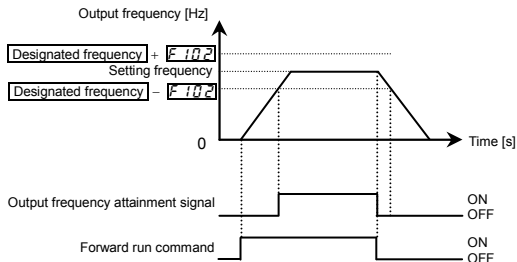 Output frequency [Hz]
Designated frequency + F102
Setting frequency
Designated frequency − F102
0
Time [s]
Output frequency attainment signal
ON
OFF
Forward run command
ON
OFF